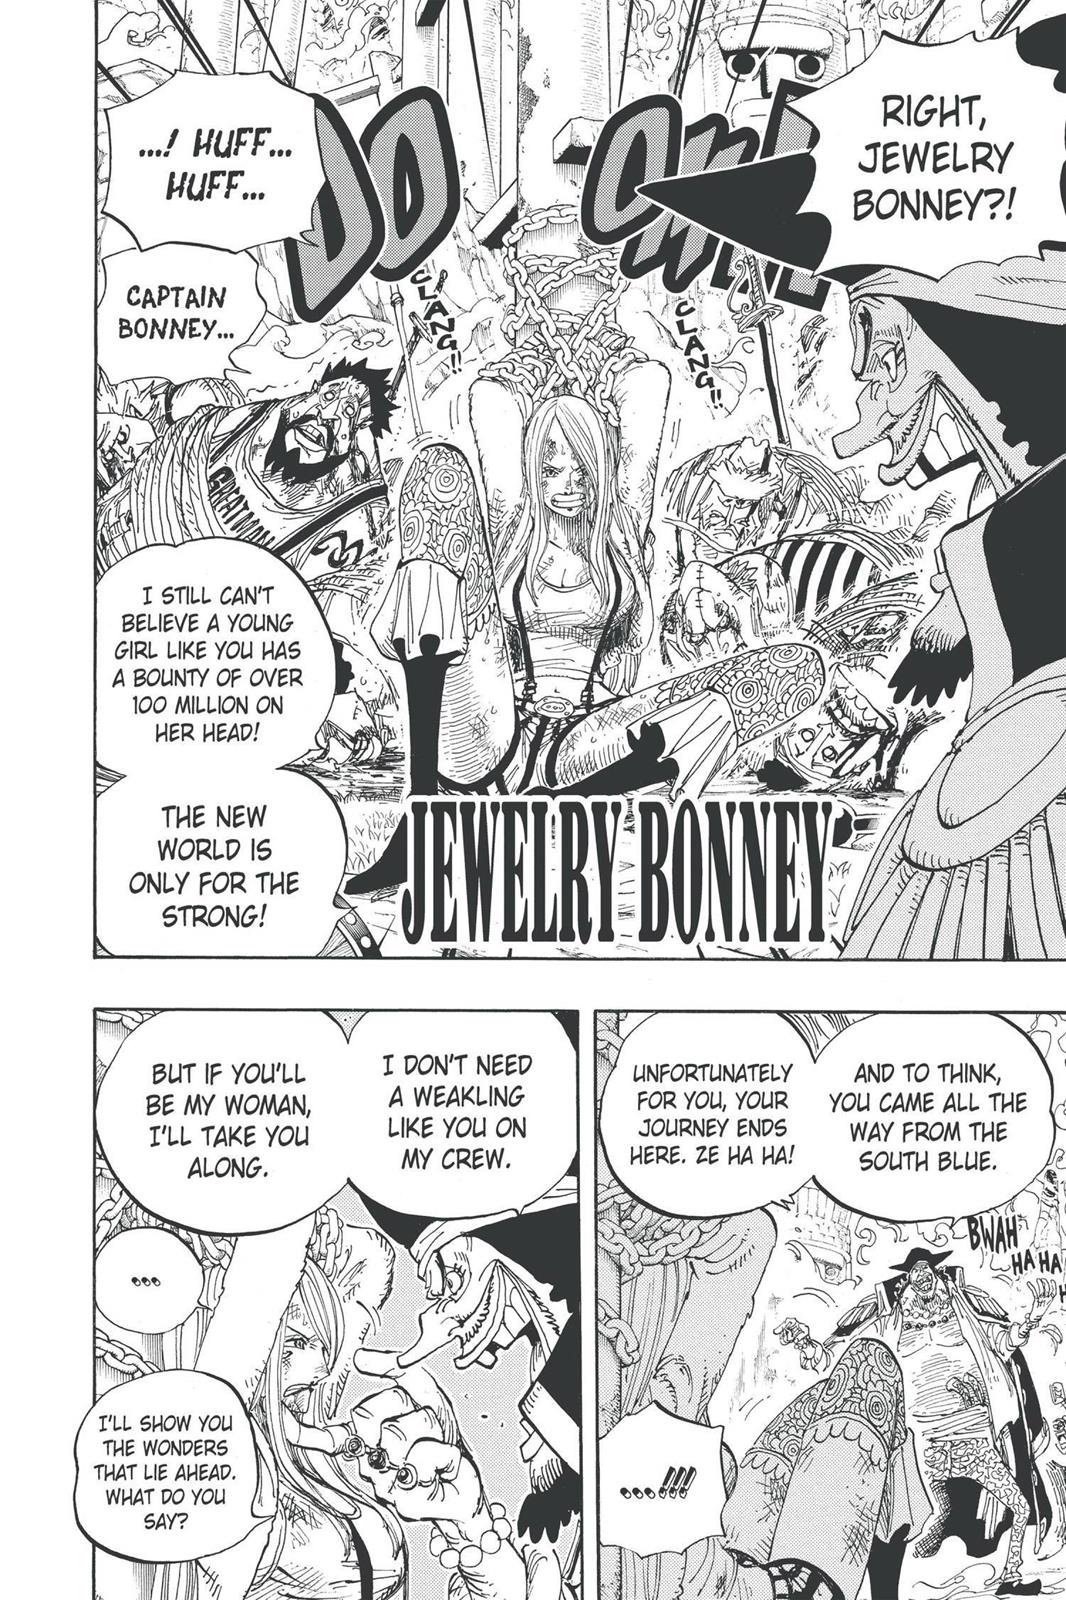 RIGHT,
JEWELRY
BONNEY?!
DOOM!
...! HUFF...
HUFF...
CAPTAIN
BONNEY...
CLANG!!
CLANG!!
I STILL CAN'T
BELIEVE A YOUNG
GIRL LIKE YOU HAS
A BOUNTY OF OVER
100 MILLION ON
HER HEAD!
THE NEW
WORLD IS
ONLY FOR THE
STRONG!
JEWELRY BONNEY
AND TO THINK,
YOU CAME ALL THE
WAY FROM THE
SOUTH BLUE.
UNFORTUNATELY
FOR YOU, YOUR
JOURNEY ENDS
HERE. ZE HA HA!
BWAH
HA HA
...!!!
I DON'T NEED
A WEAKLING
LIKE YOU ON
MY CREW.
BUT IF YOU'LL
BE MY WOMAN,
I'LL TAKE YOU
ALONG.
...
I'LL SHOW YOU
THE WONDERS
THAT LIE AHEAD.
WHAT DO YOU
SAY?